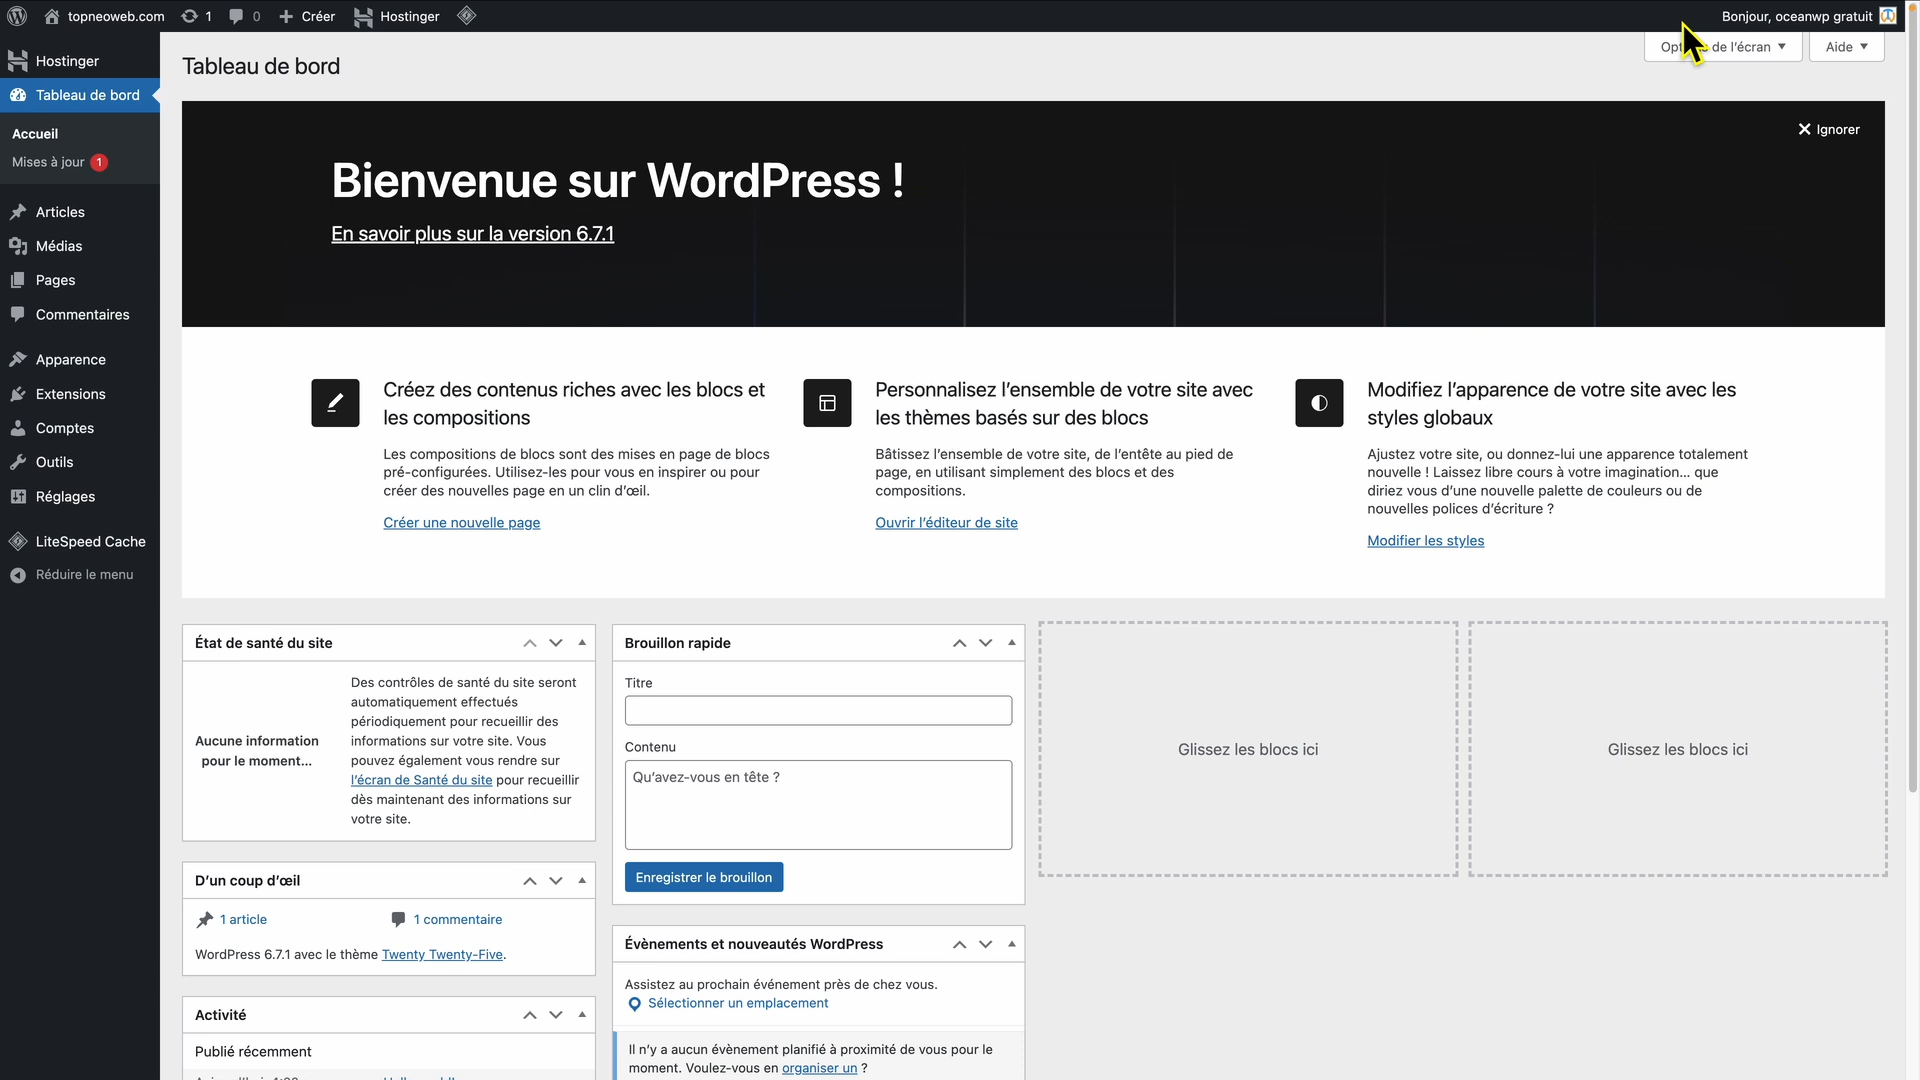 topneoweb.com 1 0 Créer Hostinger Bonjour, oceanwp gratuit
Hostinger
Tableau de bord
Accueil
Mises à jour 1
Articles
Médias
Pages
Commentaires
Apparence
Extensions
Comptes
Outils
Réglages
LiteSpeed Cache
Réduire le menu
de l'écran
Aide
Tableau de bord
Ignorer
Bienvenue sur WordPress !
En savoir plus sur la version 6.7.1
Créez des contenus riches avec les blocs et
les compositions
Les compositions de blocs sont des mises en page de blocs
pré-configurées. Utilisez-les pour vous en inspirer ou pour
créer des nouvelles page en un clin d'œil.
Créer une nouvelle page
Personnalisez l'ensemble de votre site avec
les thèmes basés sur des blocs
Bâtissez l'ensemble de votre site, de l'entête au pied de
page, en utilisant simplement des blocs et des
compositions.
Ouvrir l'éditeur de site
Modifiez l'apparence de votre site avec les
styles globaux
Ajustez votre site, ou donnez-lui une apparence totalement
nouvelle ! Laissez libre cours à votre imagination... que
diriez vous d'une nouvelle palette de couleurs ou de
nouvelles polices d'écriture ?
Modifier les styles
État de santé du site
Aucune information
pour le moment...
Des contrôles de santé du site seront
automatiquement effectués
périodiquement pour recueillir des
informations sur votre site. Vous
pouvez également vous rendre sur
l'écran de Santé du site pour recueillir
dès maintenant des informations sur
votre site.
D'un coup d'œil
1 article
1 commentaire
WordPress 6.7.1 avec le thème Twenty Twenty-Five.
Activité
Publié récemment
Brouillon rapide
Titre
Contenu
Qu'avez-vous en tête ?
Enregistrer le brouillon
Évènements et nouveautés WordPress
Assistez au prochain événement près de chez vous.
Sélectionner un emplacement
Il n'y a aucun évènement planifié à proximité de vous pour le
moment. Voulez-vous en organiser un ?
Glissez les blocs ici
Glissez les blocs ici